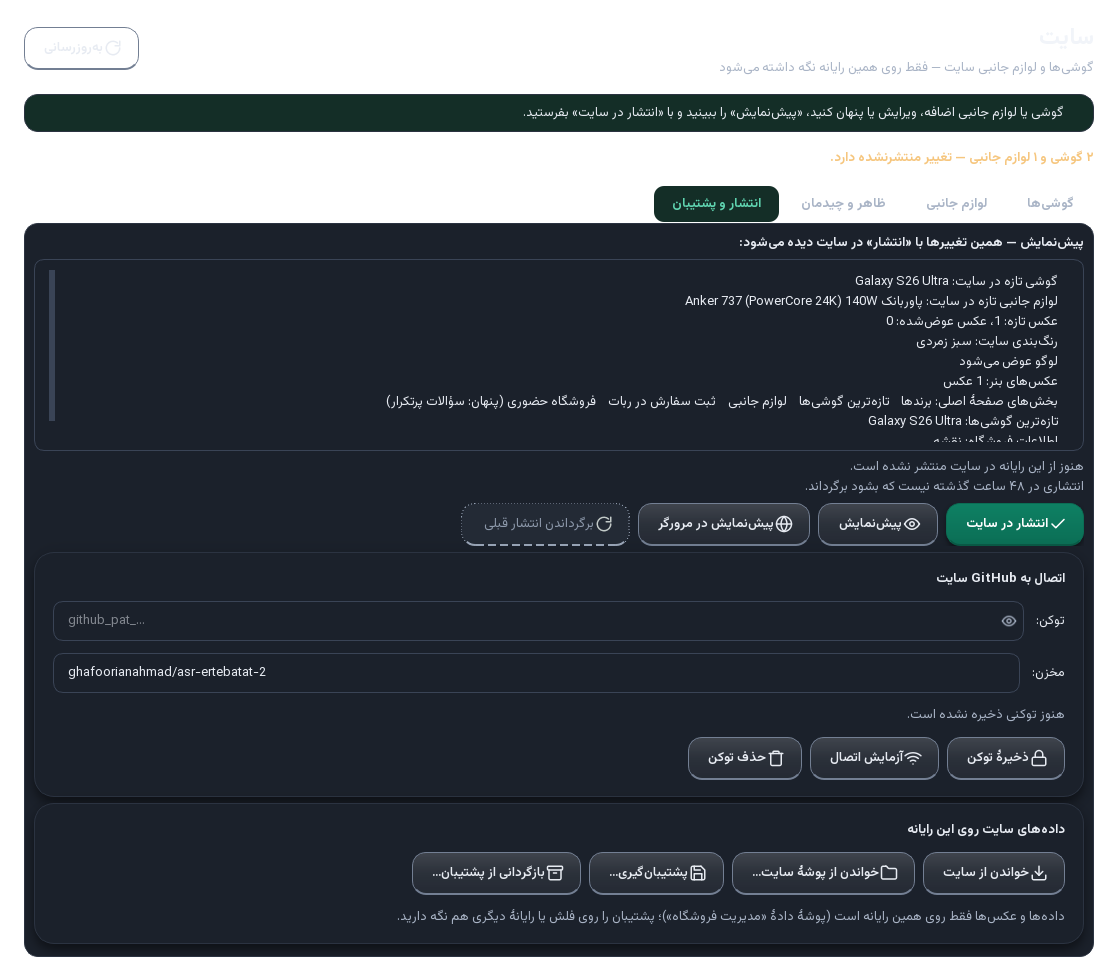 سایت
به‌روزرسانی
گوشی‌ها و لوازم جانبی سایت — فقط روی همین رایانه نگه داشته می‌شود
گوشی یا لوازم جانبی اضافه، ویرایش یا پنهان کنید، «پیش‌نمایش» را ببینید و با «انتشار در سایت» بفرستید.
۲ گوشی و ۱ لوازم جانبی — تغییر منتشرنشده دارد.
گوشی‌ها
لوازم جانبی
ظاهر و چیدمان
انتشار و پشتیبان
پیش‌نمایش — همین تغییرها با «انتشار» در سایت دیده می‌شود:
گوشی تازه در سایت: Galaxy S26 Ultra
لوازم جانبی تازه در سایت: پاوربانک Anker 737 (PowerCore 24K) 140W
عکس تازه: 1، عکس عوض‌شده: 0
رنگ‌بندی سایت: سبز زمردی
لوگو عوض می‌شود
عکس‌های بنر: 1 عکس
بخش‌های صفحهٔ اصلی: برندها   تازه‌ترین گوشی‌ها   لوازم جانبی   ثبت سفارش در ربات   فروشگاه حضوری (پنهان: سؤالات پرتکرار)
تازه‌ترین گوشی‌ها: Galaxy S26 Ultra
اطلاعات فروشگاه: نقشه
هنوز از این رایانه در سایت منتشر نشده است.
انتشاری در ۴۸ ساعت گذشته نیست که بشود برگرداند.
انتشار در سایت
پیش‌نمایش
پیش‌نمایش در مرورگر
برگرداندن انتشار قبلی
اتصال به GitHub سایت
توکن:
github_pat_...
مخزن:
ghafoorianahmad/asr-ertebatat-2
هنوز توکنی ذخیره نشده است.
ذخیرهٔ توکن
آزمایش اتصال
حذف توکن
داده‌های سایت روی این رایانه
خواندن از سایت
خواندن از پوشهٔ سایت...
پشتیبان‌گیری...
بازگردانی از پشتیبان...
داده‌ها و عکس‌ها فقط روی همین رایانه است (پوشهٔ دادهٔ «مدیریت فروشگاه»)؛ پشتیبان را روی فلش یا رایانهٔ دیگری هم نگه دارید.